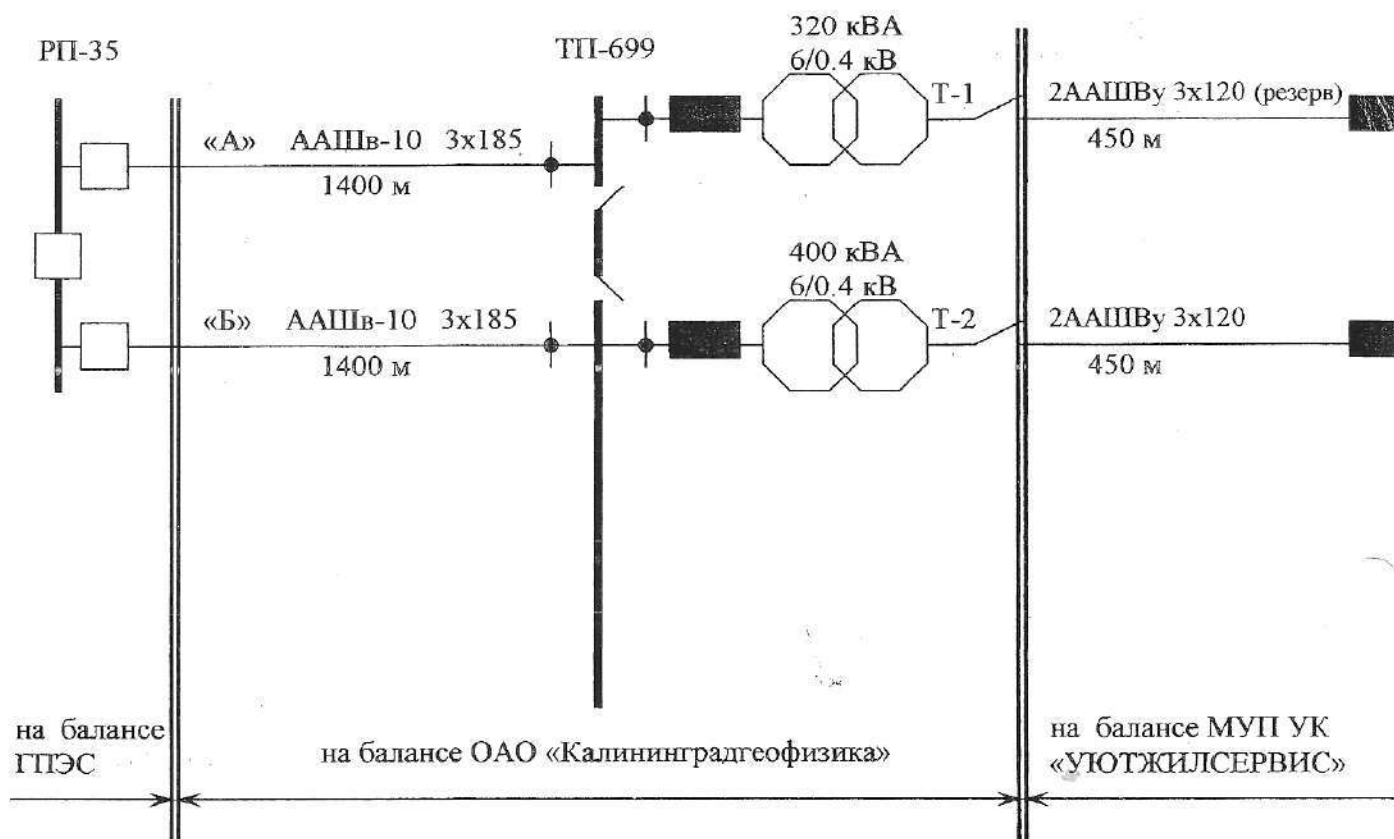 РП-35
ТП-699
320 кВА
6/0.4 кВ
Т-1
2ААШВу 3х120 (резерв)
450 м
«А» ААШв-10 3х185
1400 м
400 кВА
6/0.4 кВ
Т-2
2ААШВу 3х120
450 м
«Б» ААШв-10 3х185
1400 м
на балансе
ГПЭС
на балансе ОАО «Калининградгеофизика»
на балансе МУП УК
«УЮТЖИЛСЕРВИС»